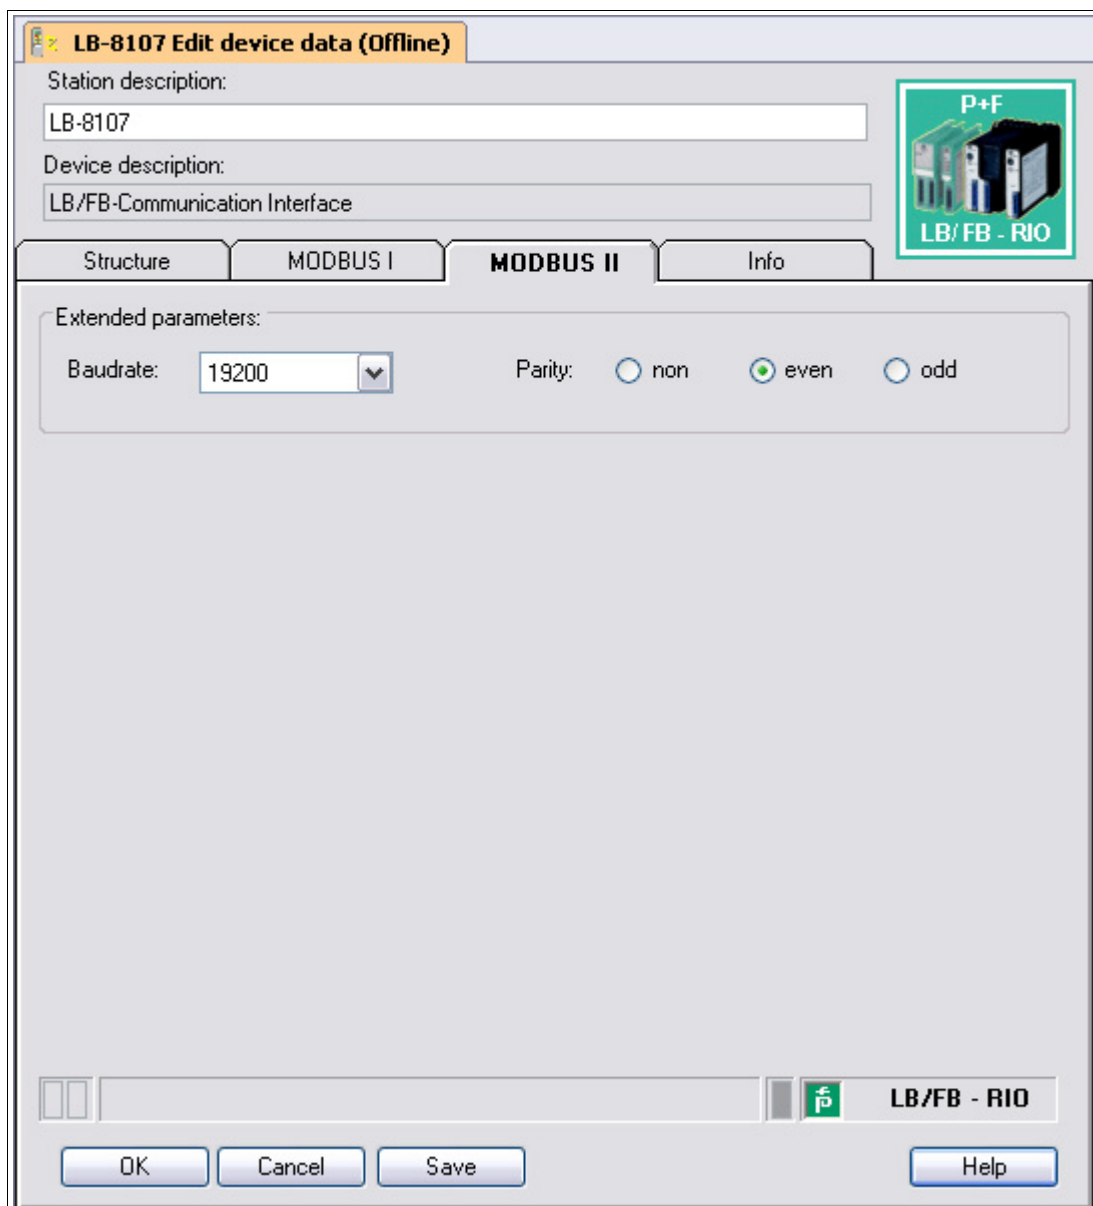 LB-8107 Edit device data (Offline)
Station description:
LB-8107
P+F
Device description:
LB/FB-Communication Interface
LB/FB - RIO
Structure MODBUS I MODBUS II Info
Extended parameters:
Baudrate: 19200 Parity: non even odd
LB/FB - RIO
OK Cancel Save Help